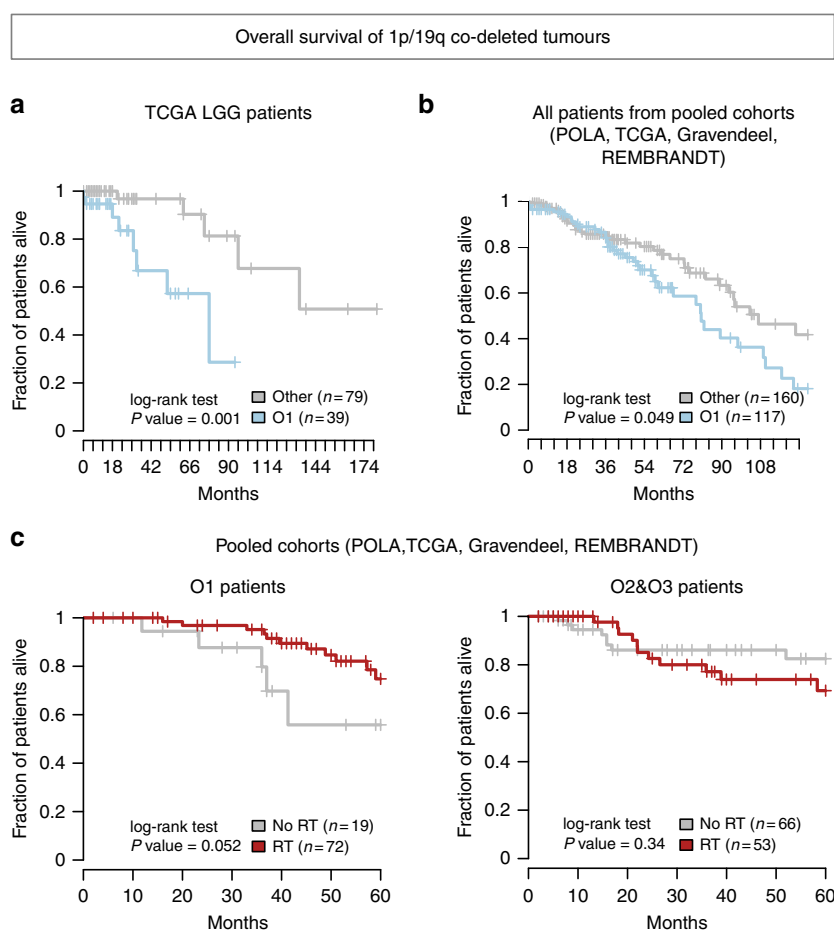 Overall survival of 1p/19q co-deleted tumours
a
TCGA LGG patients
Fraction of patients alive
1
0.8
0.6
0.4
0.2
0
log-rank test
P value = 0.001
Other (n=79)
O1 (n=39)
0 18 42 66 90 114 144 174
Months
b
All patients from pooled cohorts
(POLA, TCGA, Gravendeel,
REMBRANDT)
Fraction of patients alive
1
0.8
0.6
0.4
0.2
0
log-rank test
P value = 0.049
Other (n=160)
O1 (n=117)
0 18 36 54 72 90 108
Months
c
Pooled cohorts (POLA,TCGA, Gravendeel, REMBRANDT)
O1 patients
Fraction of patients alive
1
0.8
0.6
0.4
0.2
0
log-rank test
P value = 0.052
No RT (n=19)
RT (n=72)
0 10 20 30 40 50 60
Months
O2&O3 patients
Fraction of patients alive
1
0.8
0.6
0.4
0.2
0
log-rank test
P value = 0.34
No RT (n=66)
RT (n=53)
0 10 20 30 40 50 60
Months